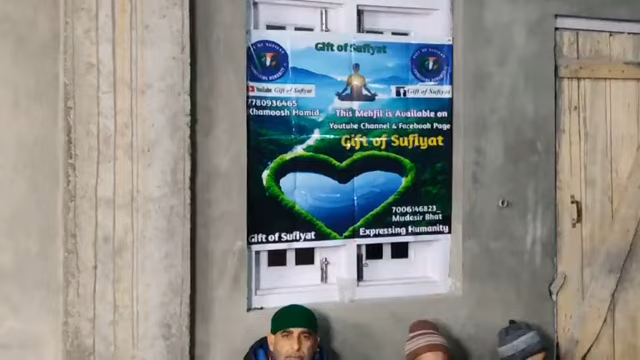 Gift of Sufiyat
YouTube Gift of Sufiyat
Gift of Sufiyat
7780936465
Khamoosh Hamid
This Mehfil is Available on
Youtube Channel & Facebook Page
Gift of Sufiyat
Mudesir Bhat
Gift of Sufiyat
Expressing Humanity